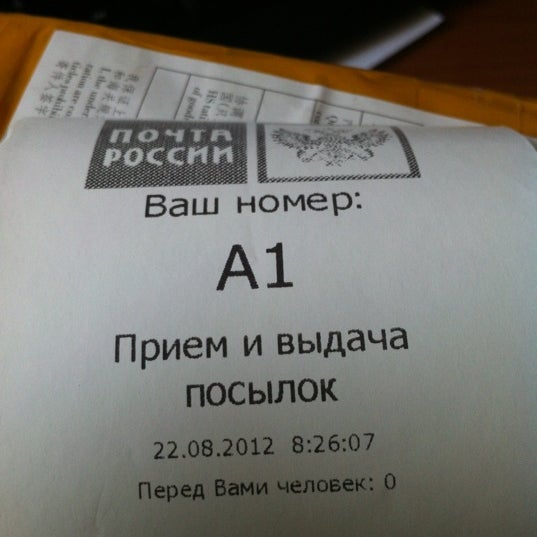 ПОЧТА
РОССИИ
Ваш номер:
А1
Прием и выдача
посылок
22.08.2012 8:26:07
Перед Вами человек: 0